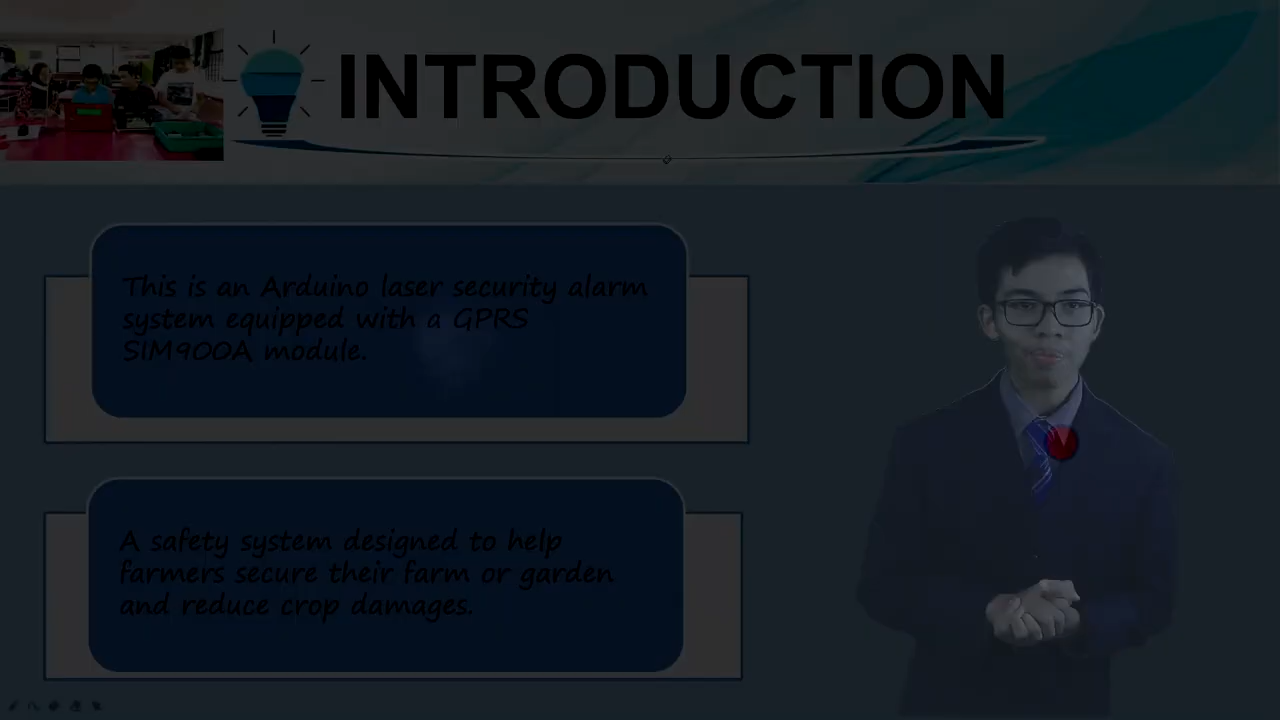 INTRODUCTION
This is an Arduino laser security alarm
system equipped with a GPRS
SIM900A module.
A safety system designed to help
farmers secure their farm or garden
and reduce crop damages.